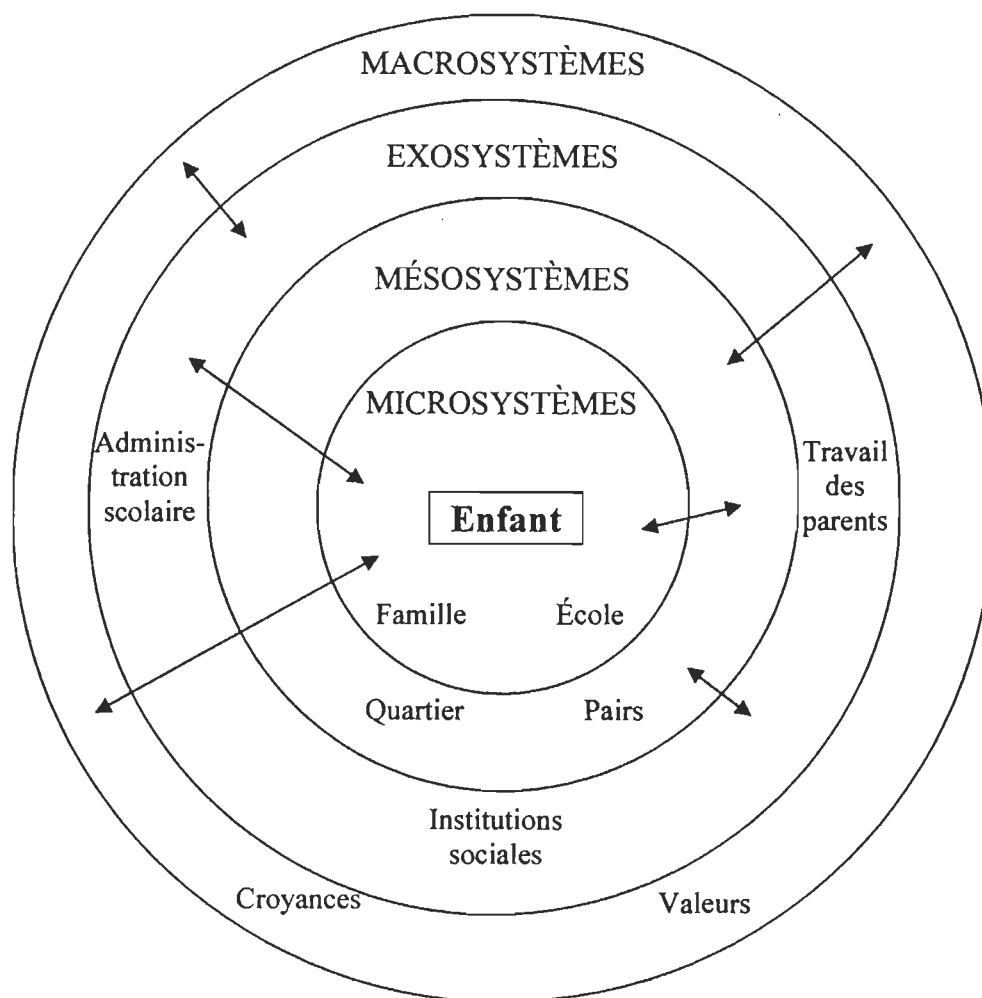 MACROSYSTÈMES
EXOSYSTÈMES
MÉSOSYSTÈMES
MICROSYSTÈMES
Adminis-
tration
scolaire
Travail
des
parents
Enfant
Famille
École
Quartier
Pairs
Institutions
sociales
Croyances
Valeurs